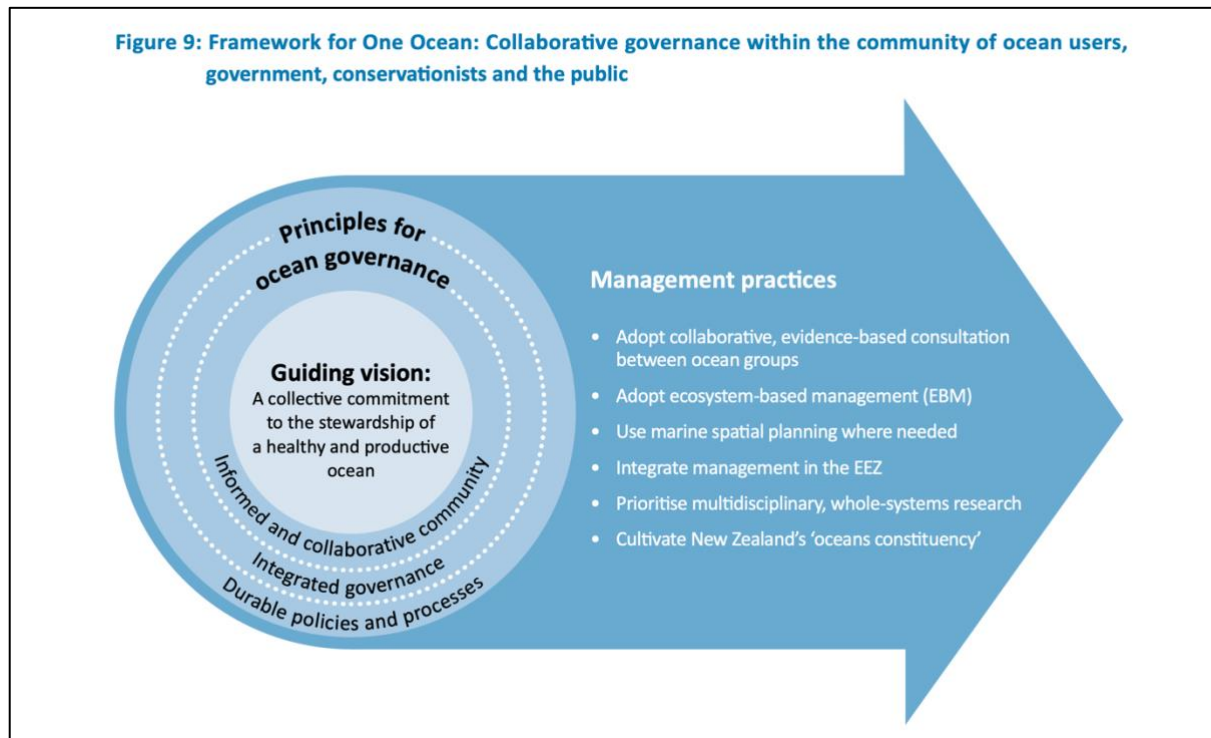 Figure 9: Framework for One Ocean: Collaborative governance within the community of ocean users,
government, conservationists and the public
Principles for
ocean governance
Guiding vision:
A collective commitment
to the stewardship of
a healthy and productive
ocean
Informed and collaborative community
Integrated governance
Durable policies and processes
Management practices
• Adopt collaborative, evidence-based consultation
between ocean groups
• Adopt ecosystem-based management (EBM)
• Use marine spatial planning where needed
• Integrate management in the EEZ
• Prioritise multidisciplinary, whole-systems research
• Cultivate New Zealand’s ‘oceans constituency’